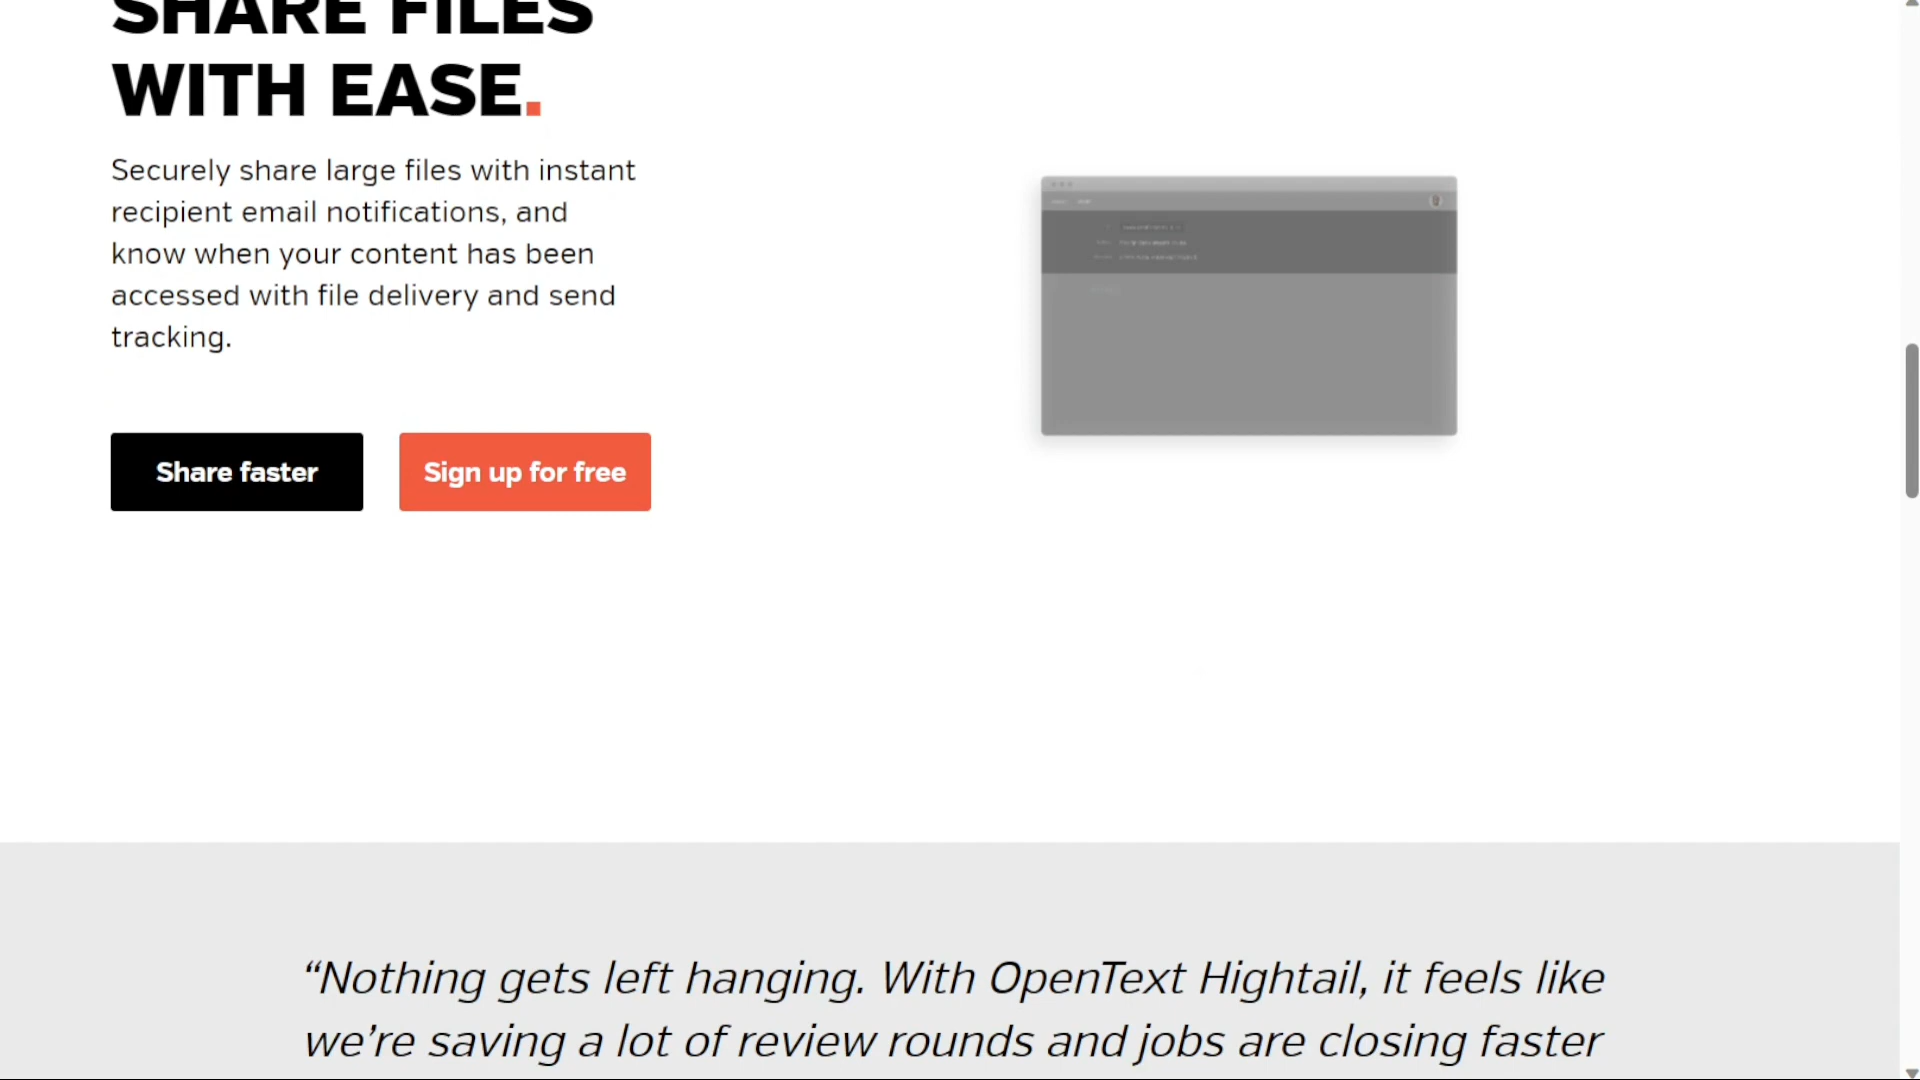 SHARE FILES
WITH EASE.
Securely share large files with instant
recipient email notifications, and
know when your content has been
accessed with file delivery and send
tracking.
Share faster
Sign up for free
“Nothing gets left hanging. With OpenText Hightail, it feels like
we’re saving a lot of review rounds and jobs are closing faster